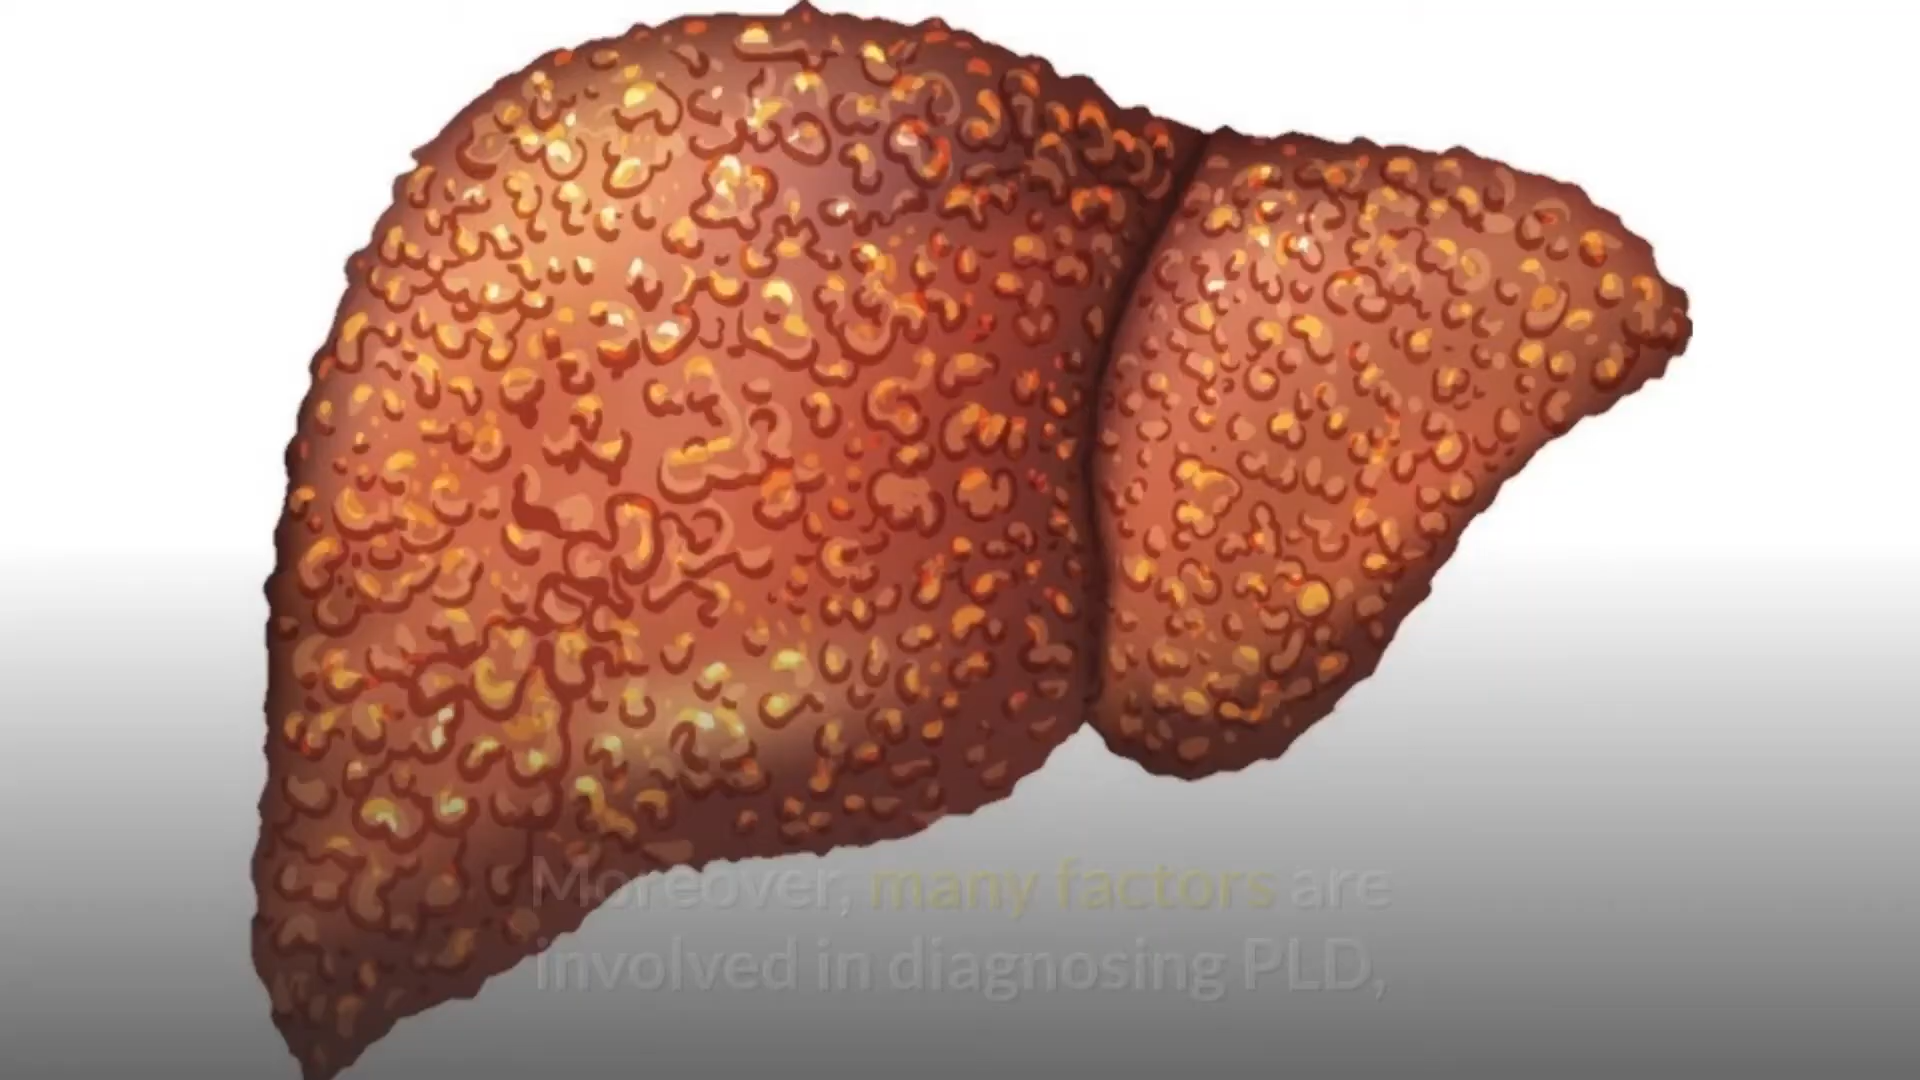 Moreover, many factors are
involved in diagnosing PLD,